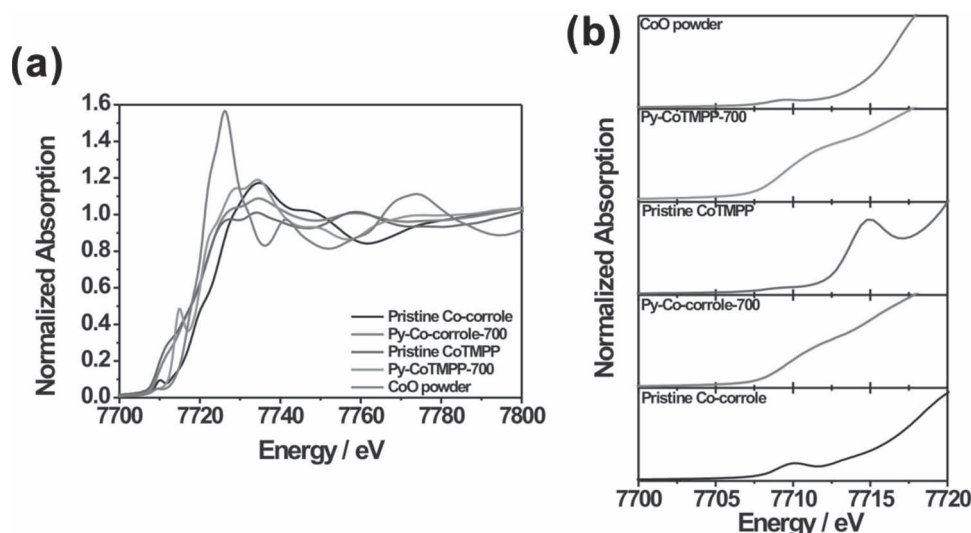 (a)
Normalized Absorption
1.6
1.4
1.2
1.0
0.8
0.6
0.4
0.2
0.0
Pristine Co-corrole
Py-Co-corrole-700
Pristine CoTMPP
Py-CoTMPP-700
CoO powder
7700 7720 7740 7760 7780 7800
Energy / eV
(b)
Normalized Absorption
CoO powder
Py-CoTMPP-700
Pristine CoTMPP
Py-Co-corrole-700
Pristine Co-corrole
7700 7705 7710 7715 7720
Energy / eV